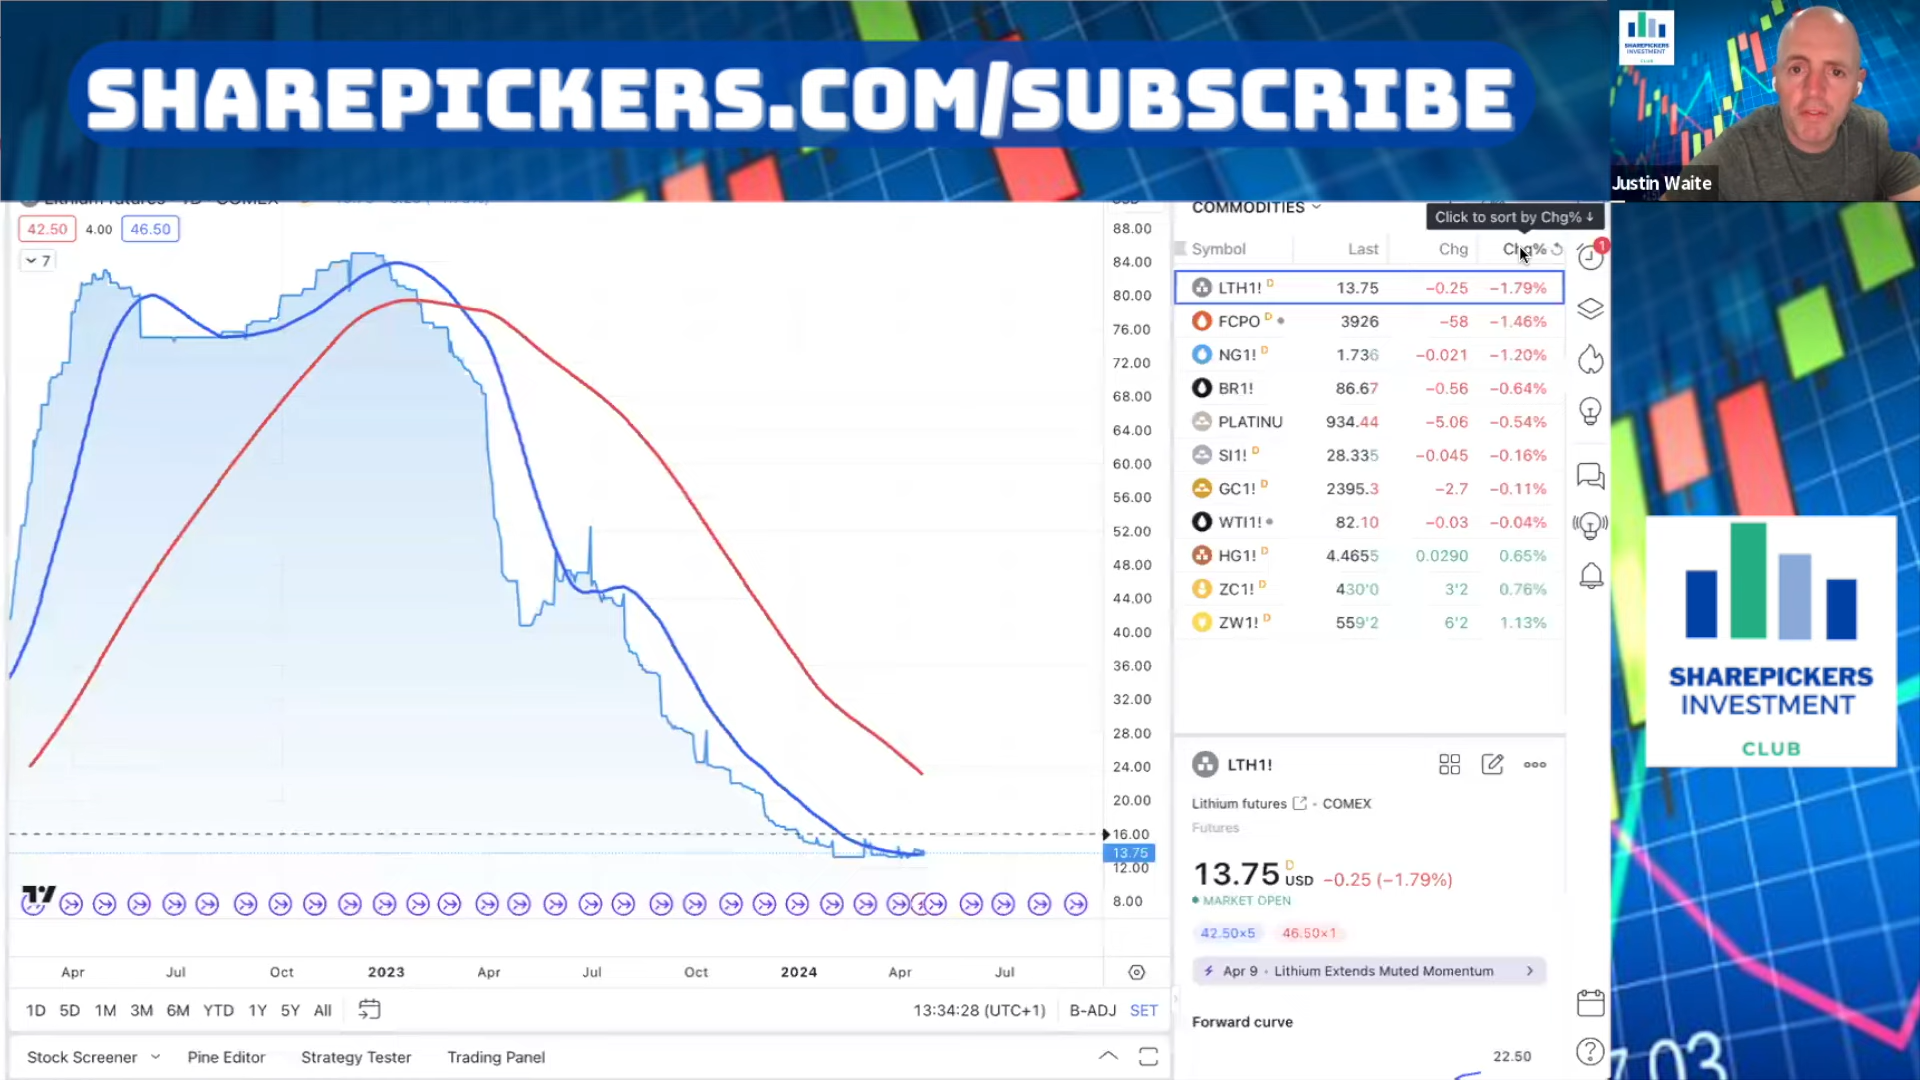 SHAREPICKERS.COM/SUBSCRIBE
SHAREPICKERS
INVESTMENT
CLUB
Justin Waite
Lithium futures · 1D · COMEX
42.50 4.00 46.50
7
88.00
84.00
80.00
76.00
72.00
68.00
64.00
60.00
56.00
52.00
48.00
44.00
40.00
36.00
32.00
28.00
24.00
20.00
16.00
13.75
12.00
8.00
Apr Jul Oct 2023 Apr Jul Oct 2024 Apr Jul
1D 5D 1M 3M 6M YTD 1Y 5Y All 13:34:28 (UTC+1) B-ADJ SET
Stock Screener Pine Editor Strategy Tester Trading Panel
COMMODITIES
Click to sort by Chg% ↓
Symbol Last Chg Chg%
1
LTH1! D 13.75 −0.25 −1.79%
FCPO D 3926 −58 −1.46%
NG1! D 1.736 −0.021 −1.20%
BR1! 86.67 −0.56 −0.64%
PLATINU 934.44 −5.06 −0.54%
SI1! D 28.335 −0.045 −0.16%
GC1! D 2395.3 −2.7 −0.11%
WTI1! 82.10 −0.03 −0.04%
HG1! D 4.4655 0.0290 0.65%
ZC1! D 430'0 3'2 0.76%
ZW1! D 559'2 6'2 1.13%
LTH1!
Lithium futures · COMEX
Futures
13.75 D USD −0.25 (−1.79%)
MARKET OPEN
42.50×5 46.50×1
Apr 9 · Lithium Extends Muted Momentum
Forward curve
22.50
SHAREPICKERS
INVESTMENT
CLUB